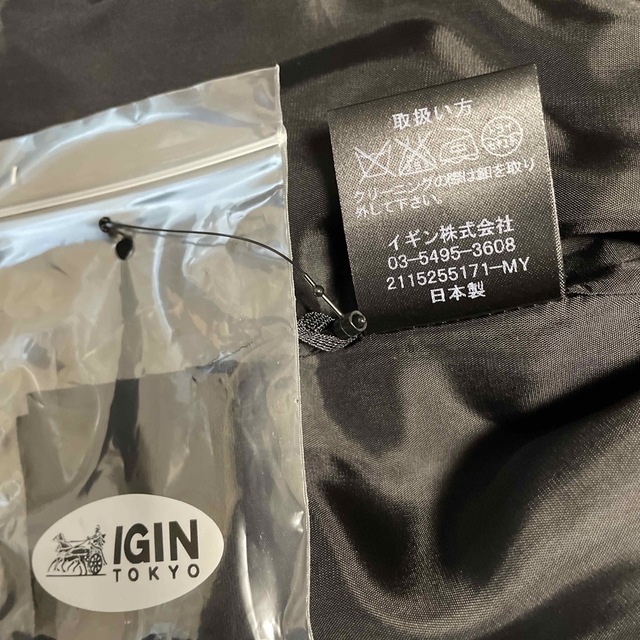 取扱い方
クリーニングの際は紐を取り
外して下さい。
イギン株式会社
03-5495-3608
2115255171-MY
日本製
IGIN
TOKYO